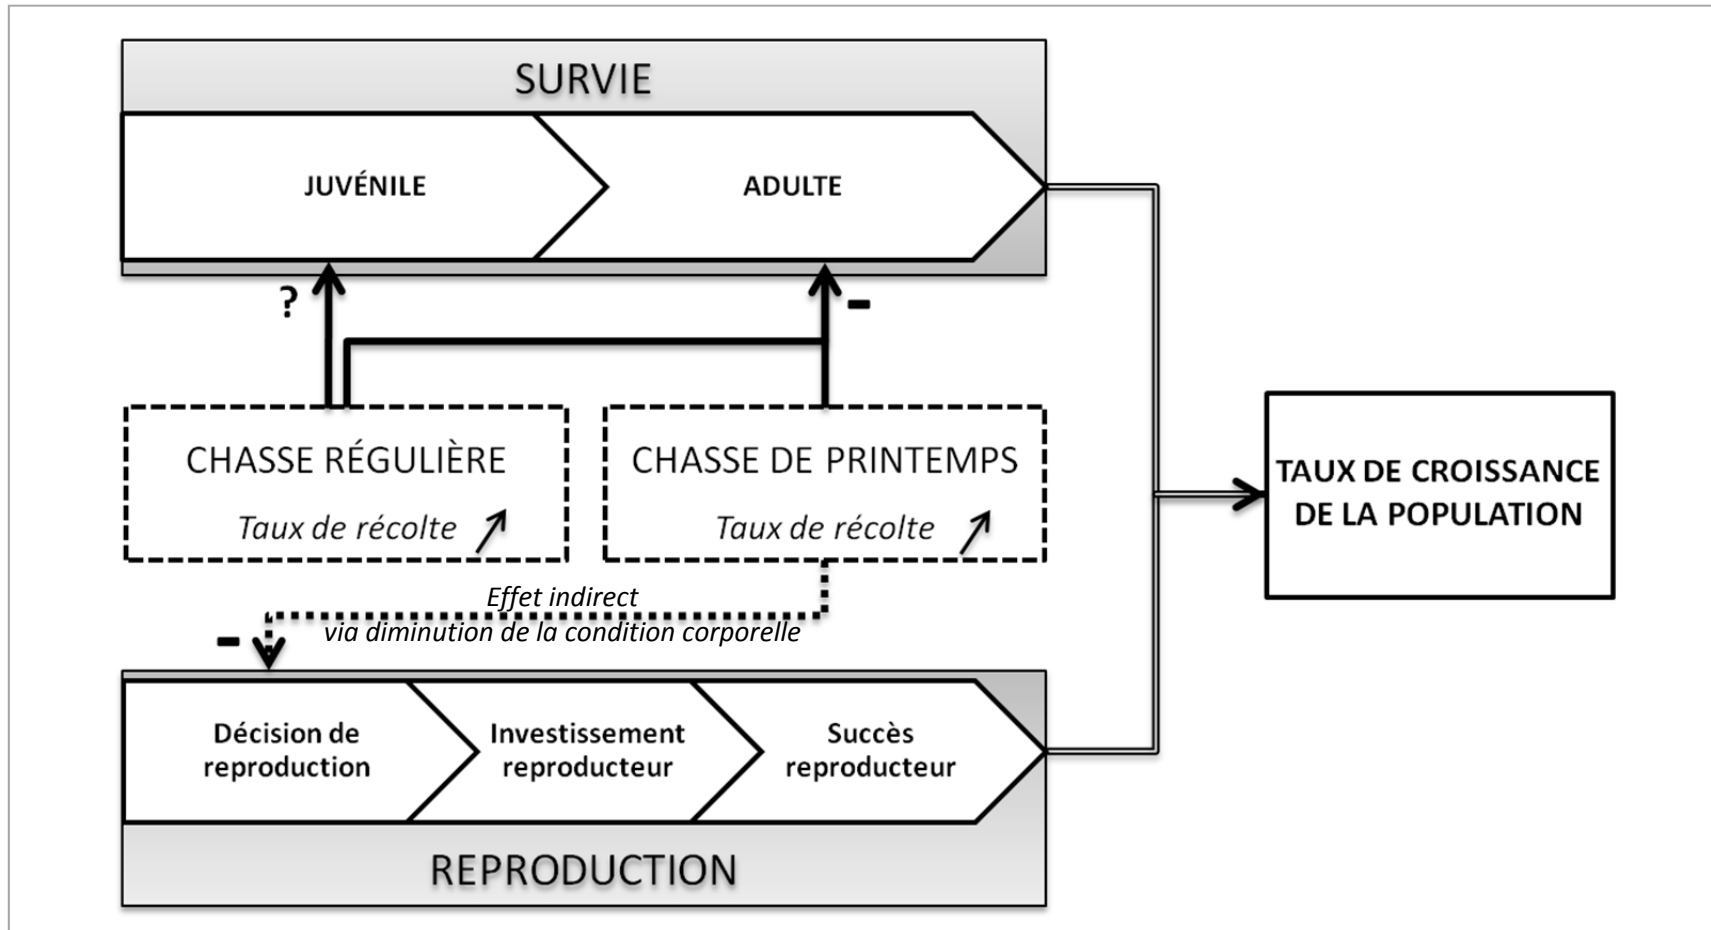 SURVIE
JUVÉNILE
ADULTE
?
-
CHASSE RÉGULIÈRE
Taux de récolte
CHASSE DE PRINTEMPS
Taux de récolte
TAUX DE CROISSANCE
DE LA POPULATION
Effet indirect
via diminution de la condition corporelle
-
Décision de
reproduction
Investissement
reproducteur
Succès
reproducteur
REPRODUCTION